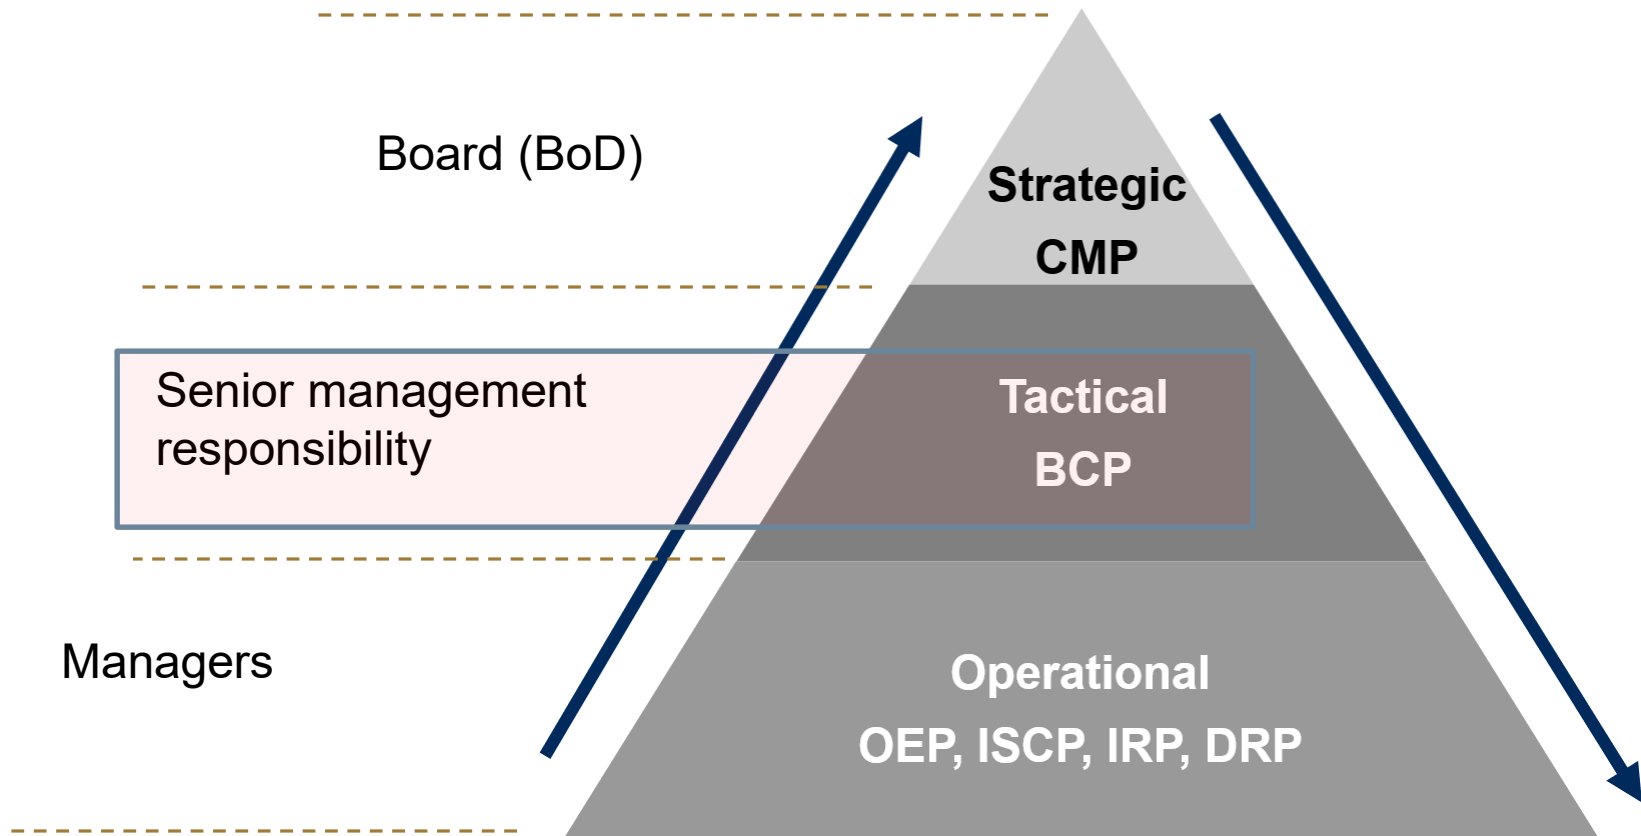 Board (BoD)
Strategic
CMP
Senior management
responsibility
Tactical
BCP
Managers
Operational
OEP, ISCP, IRP, DRP